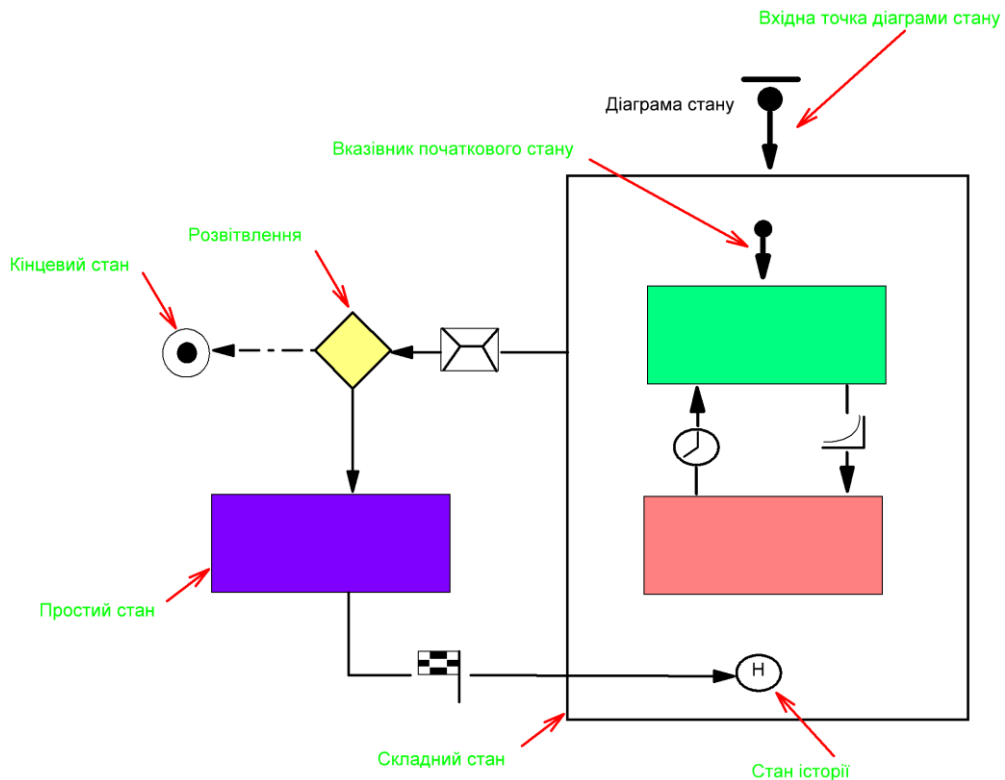 Вхідна точка діаграми стану
Діаграма стану
Вказівник початкового стану
Розвітвлення
Кінцевий стан
Простий стан
H
Складний стан
Стан історії